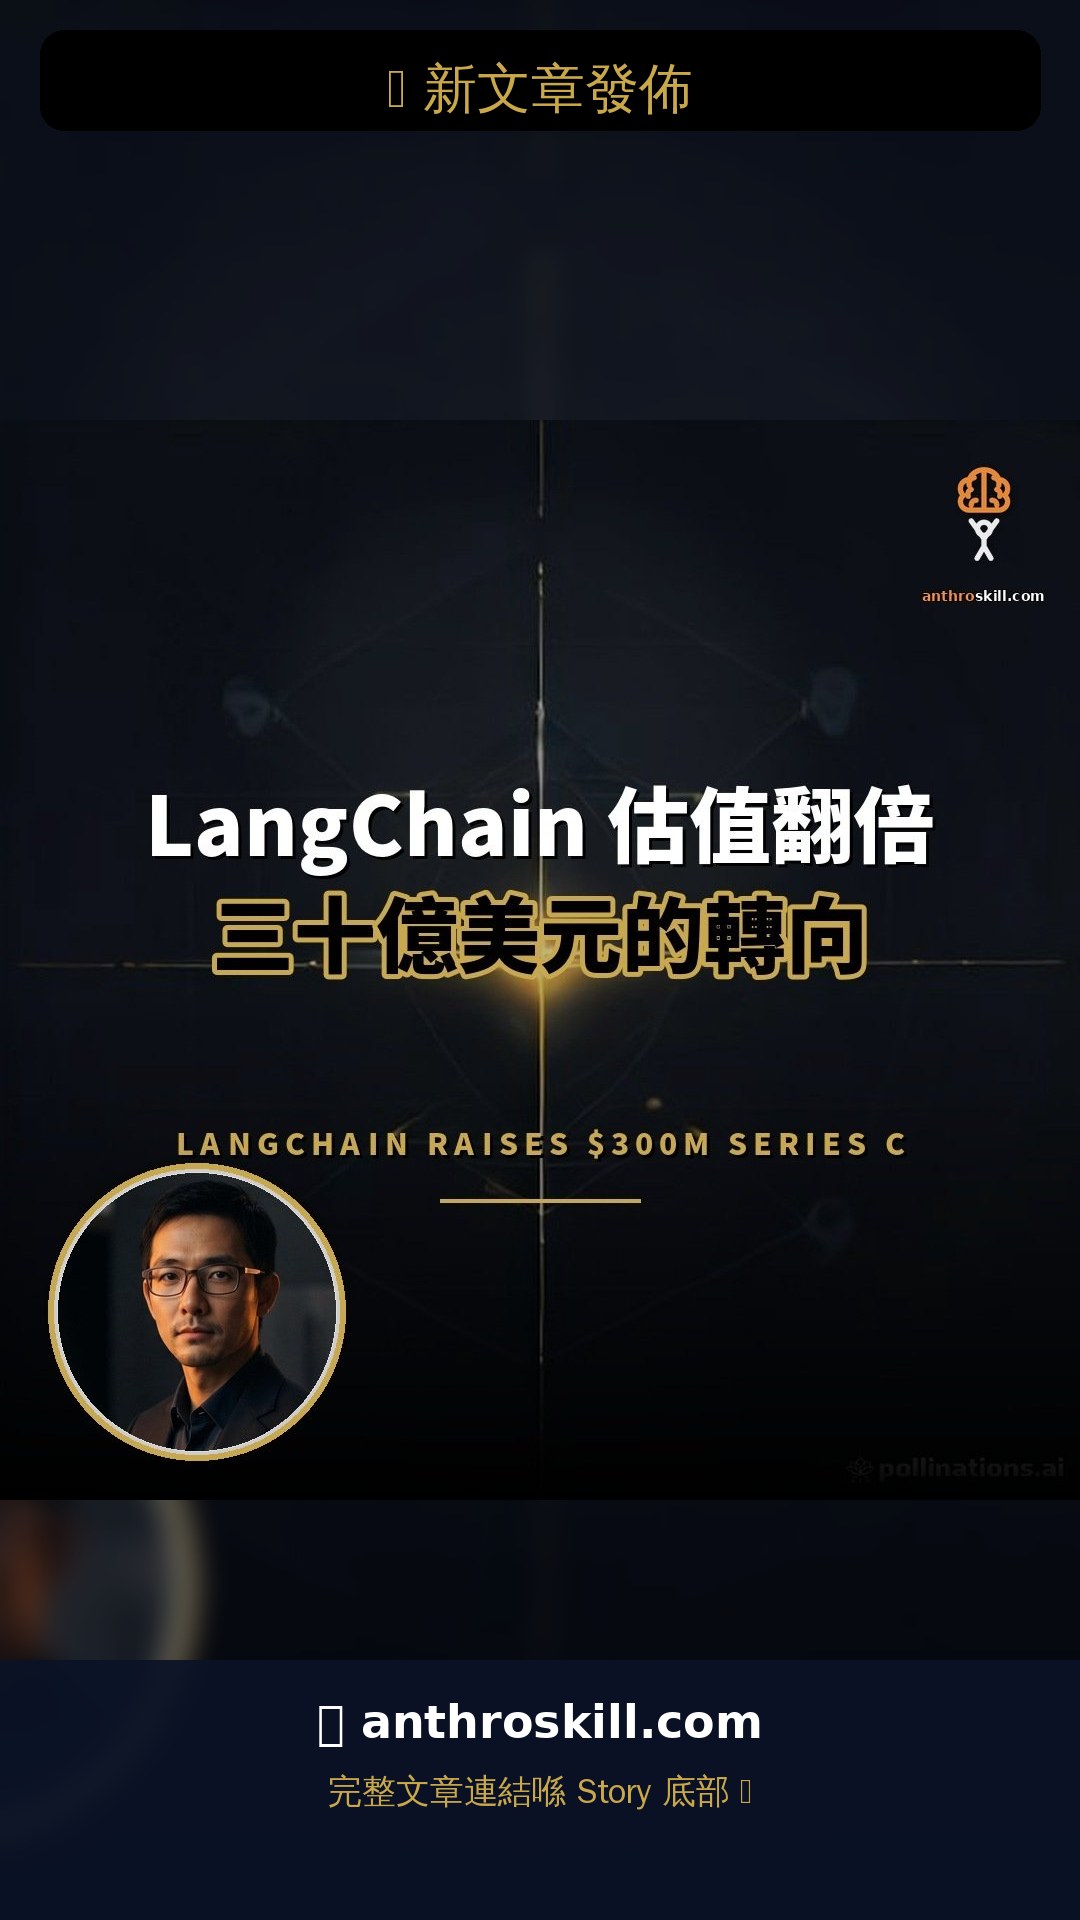 新文章發佈
anthroskill.com
LangChain 估值翻倍
三十億美元的轉向
LANGCHAIN RAISES $300M SERIES C
pollinations.ai
anthroskill.com
完整文章連結喺 Story 底部